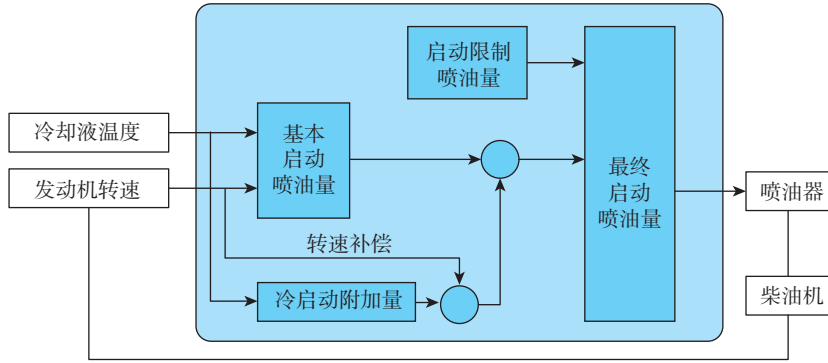 启动限制
喷油量
冷却液温度
基本
启动
喷油量
发动机转速
最终
启动
喷油量
喷油器
转速补偿
冷启动附加量
柴油机